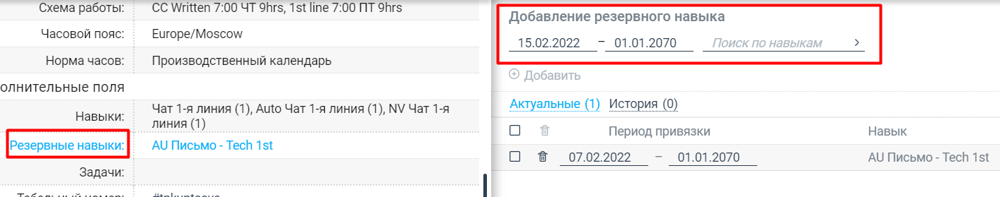 Схема работы: CC Written 7:00 ЧТ 9hrs, 1st line 7:00 ПТ 9hrs
Часовой пояс: Europe/Moscow
Норма часов: Производственный календарь
олнительные поля
Навыки: Чат 1-я линия (1), Auto Чат 1-я линия (1), NV Чат 1-я
линия (1)
Резервные навыки: AU Письмо - Tech 1st
Задачи:
Добавление резервного навыка
15.02.2022 – 01.01.2070 Поиск по навыкам
Добавить
Актуальные (1) История (0)
Период привязки Навык
07.02.2022 – 01.01.2070 AU Письмо - Tech 1st